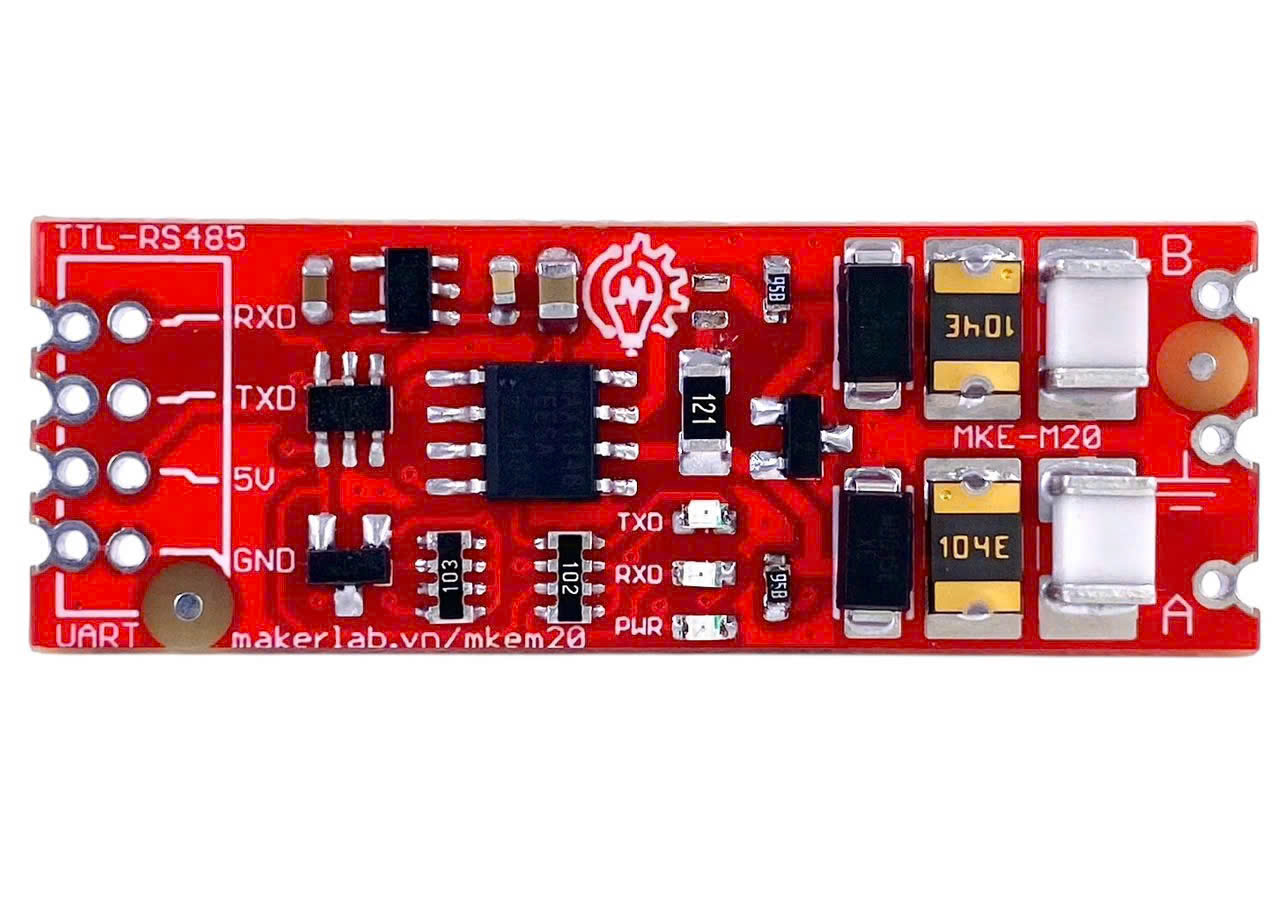 TTL-RS485
B
RXD
95B
104E
TXD
121
MKE-M20
5V
TXD
104E
GND
103
102
RXD
95B
PWR
A
UART
makerlab.vn/mkem20